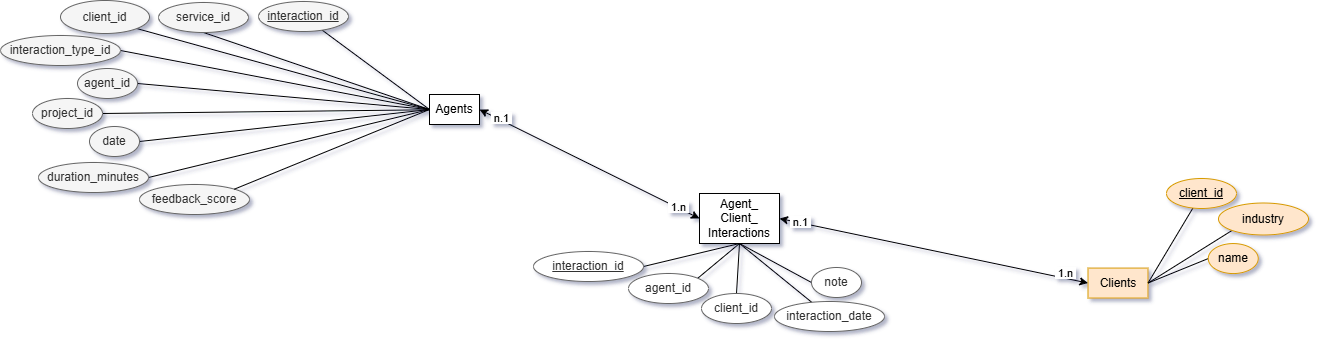 client_id
service_id
interaction_id
interaction_type_id
agent_id
project_id
date
duration_minutes
feedback_score
Agents
n.1
1.n
Agent_
Client_
Interactions
n.1
interaction_id
agent_id
client_id
interaction_date
note
1.n
Clients
client_id
industry
name